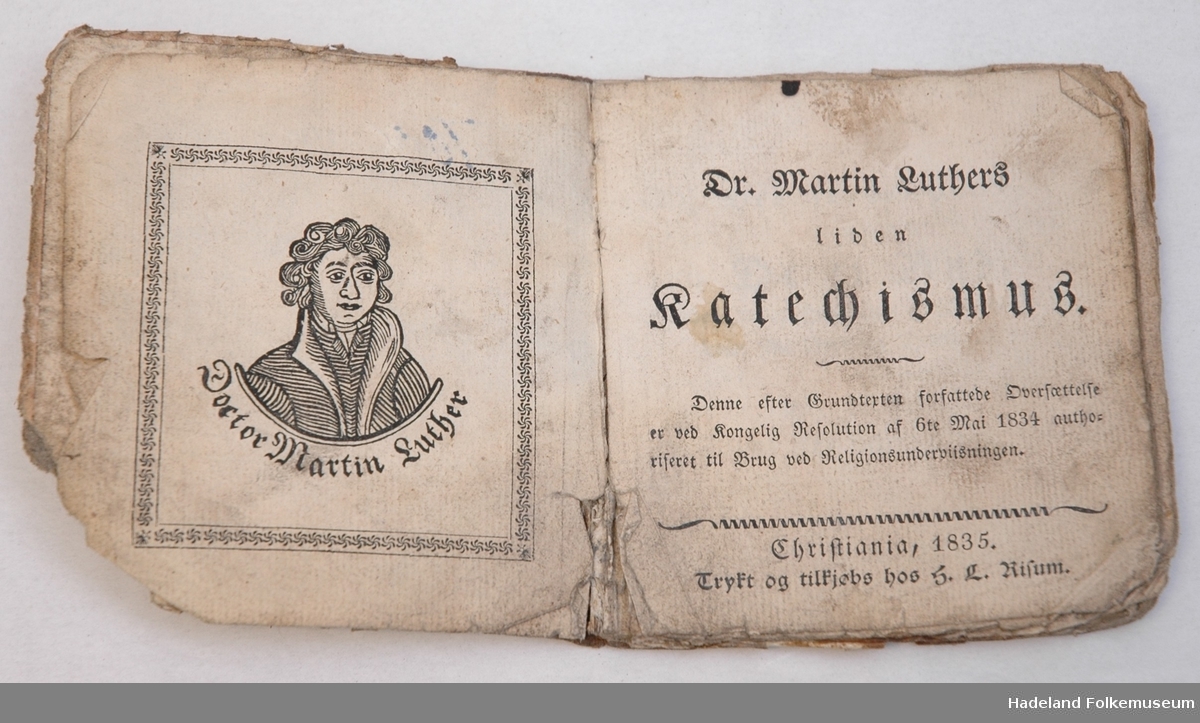 Doctor Martin Luther
Dr. Martin Luthers
liden
Katechismus.
Denne efter Grundtexten forfattede Oversættelse
er ved Kongelig Resolution af 6te Mai 1834 autho-
riseret til Brug ved Religionsunderviisningen.
Christiania, 1835.
Trykt og tilkjøbs hos H. L. Risum.
Hadeland Folkemuseum